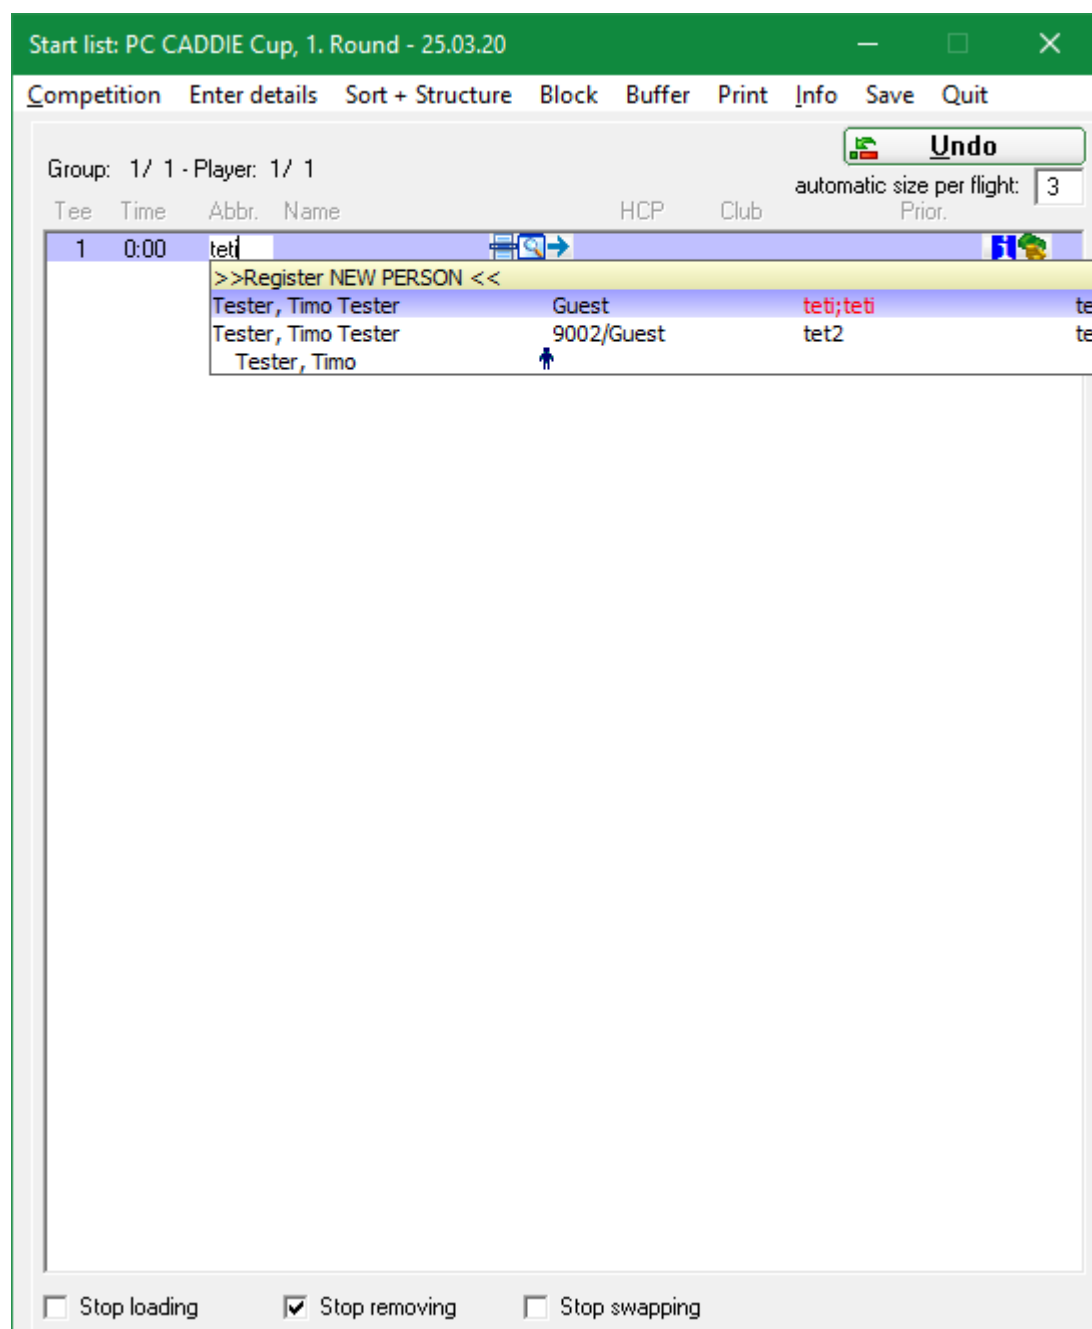 Start list: PC CADDIE Cup, 1. Round - 25.03.20
Competition Enter details Sort + Structure Block Buffer Print Info Save Quit
Undo
Group: 1/ 1 - Player: 1/ 1
automatic size per flight: 3
Tee Time Abbr. Name HCP Club Prior.
1 0:00 teti
>>Register NEW PERSON <<
Tester, Timo Tester Guest teti;teti te
Tester, Timo Tester 9002/Guest tet2 te
Tester, Timo
Stop loading Stop removing Stop swapping